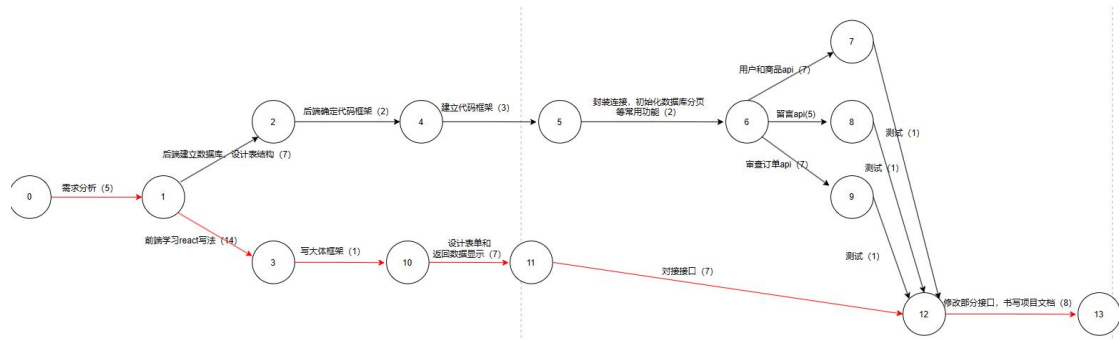 7
用户和商品api（7）
后端确定代码框架（2）
建立代码框架（3）
封装连接，初始化数据库分页
等常用功能（2）
2
4
5
6
留言api(5)
8
测试（1）
后端建立数据库，设计表结构（7）
审查订单api（7）
测试（1）
0
需求分析（5）
1
9
前端学习react写法（14）
写大体框架（1）
设计表单和
返回数据显示（7）
测试（1）
3
10
11
对接接口（7）
12
修改部分接口，书写项目文档（8）
13